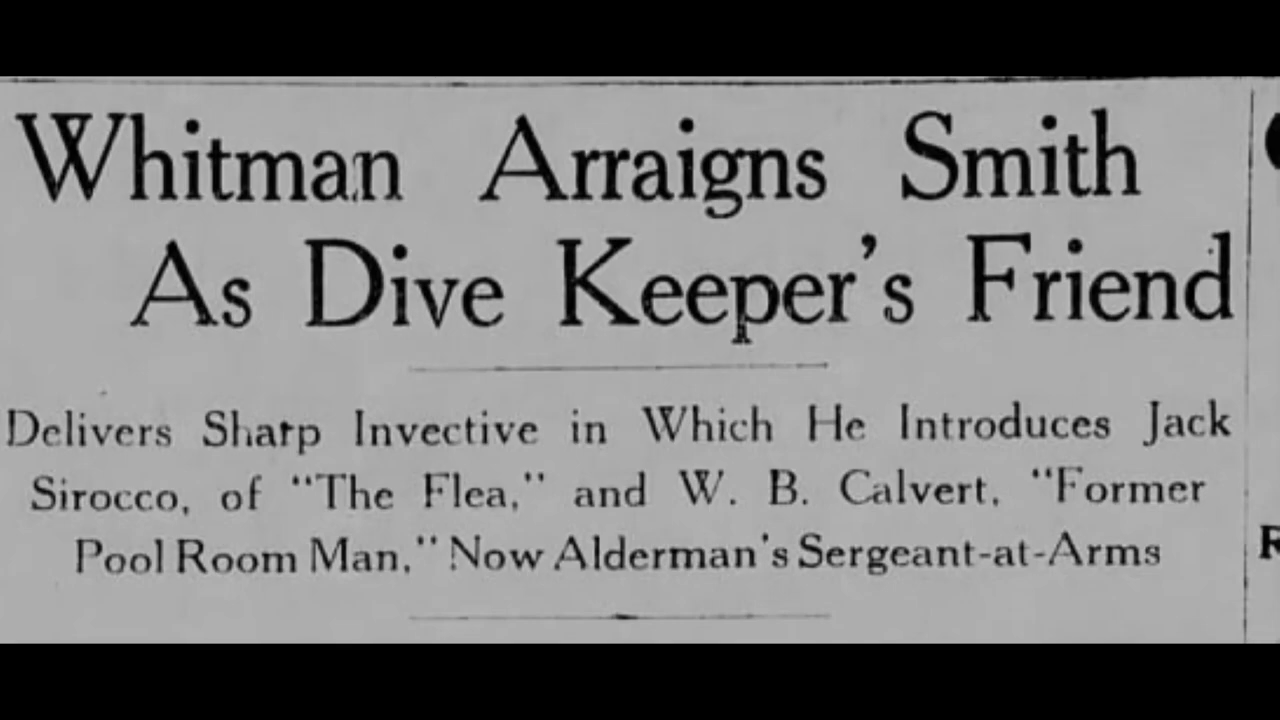 Whitman Arraigns Smith
As Dive Keeper's Friend
Delivers Sharp Invective in Which He Introduces Jack
Sirocco, of "The Flea," and W. B. Calvert, "Former
Pool Room Man," Now Alderman's Sergeant-at-Arms
R